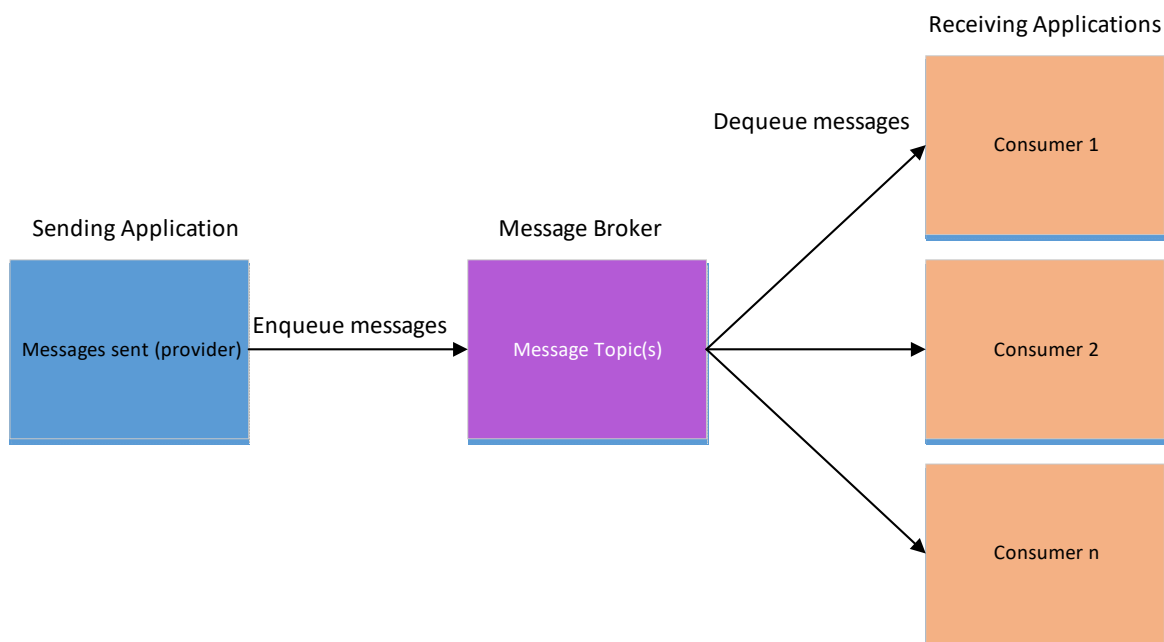 Receiving Applications
Dequeue messages
Consumer 1
Sending Application
Message Broker
Enqueue messages
Messages sent (provider)
Message Topic(s)
Consumer 2
Consumer n